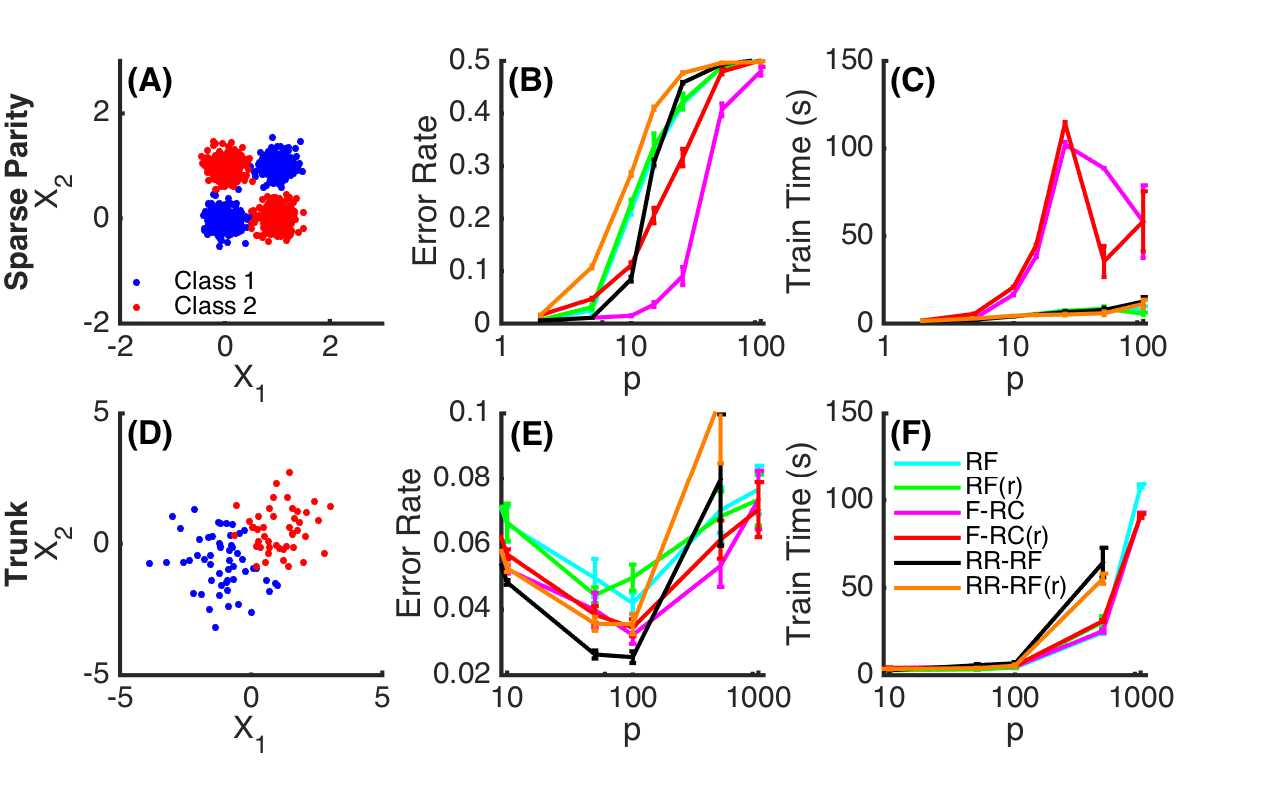 Sparse Parity
(A)
X2
2
0
-2
-2
0
2
X1
Class 1
Class 2
(B)
Error Rate
0.5
0.4
0.3
0.2
0.1
0
1
10
100
p
(C)
Train Time (s)
150
100
50
0
1
10
100
p
Trunk
(D)
X2
5
0
-5
-5
0
5
X1
(E)
Error Rate
0.1
0.08
0.06
0.04
0.02
10
100
1000
p
(F)
Train Time (s)
150
100
50
0
10
100
1000
p
RF
RF(r)
F-RC
F-RC(r)
RR-RF
RR-RF(r)